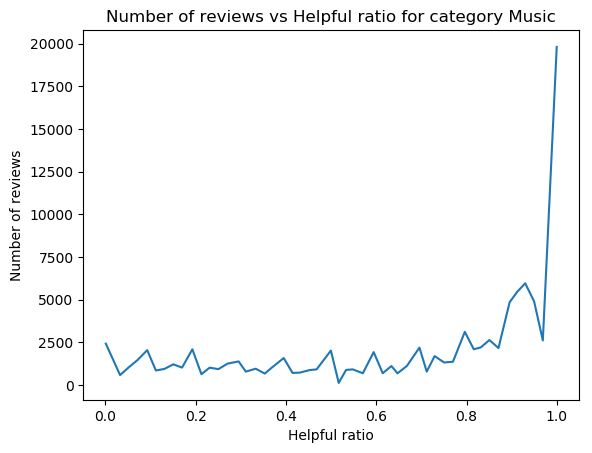 Number of reviews vs Helpful ratio for category Music
Number of reviews
20000
17500
15000
12500
10000
7500
5000
2500
0
0.0 0.2 0.4 0.6 0.8 1.0
Helpful ratio